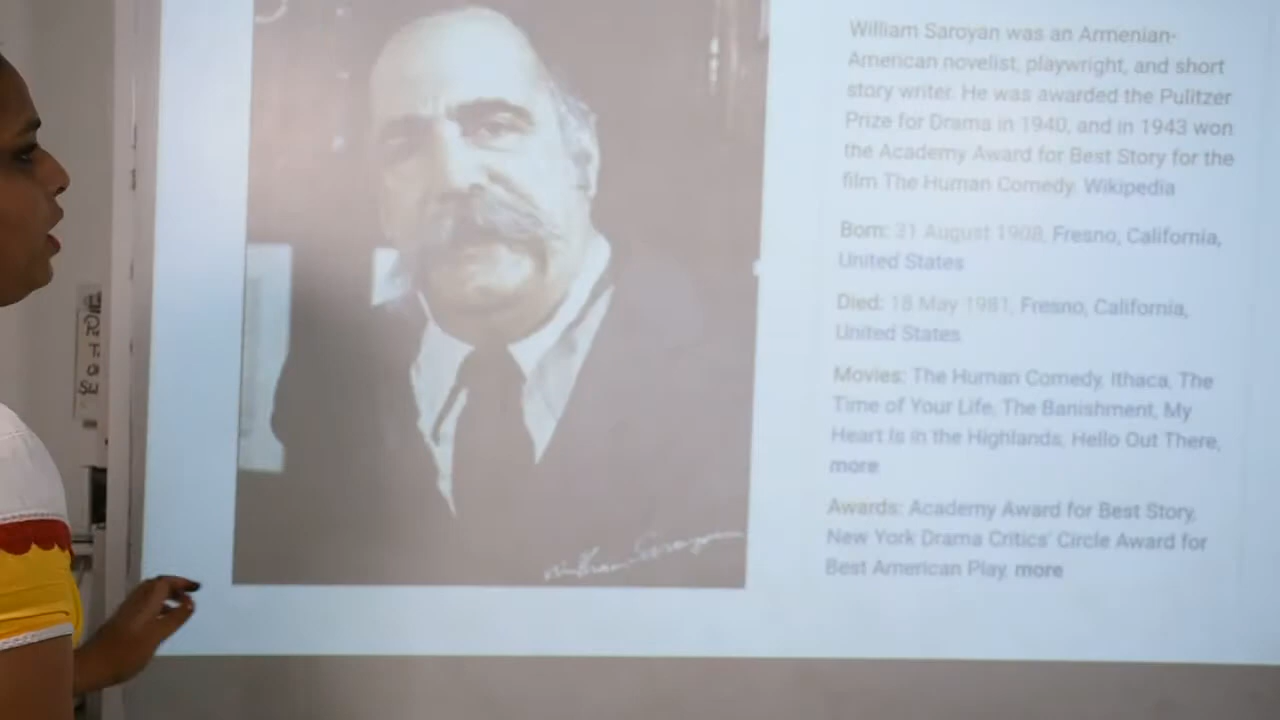 William Saroyan was an Armenian-
American novelist, playwright, and short
story writer. He was awarded the Pulitzer
Prize for Drama in 1940, and in 1943 won
the Academy Award for Best Story for the
film The Human Comedy. Wikipedia
Born: 31 August 1908, Fresno, California,
United States
Died: 18 May 1981, Fresno, California,
United States
Movies: The Human Comedy, Ithaca, The
Time of Your Life, The Banishment, My
Heart Is in the Highlands, Hello Out There,
more
Awards: Academy Award for Best Story,
New York Drama Critics' Circle Award for
Best American Play, more